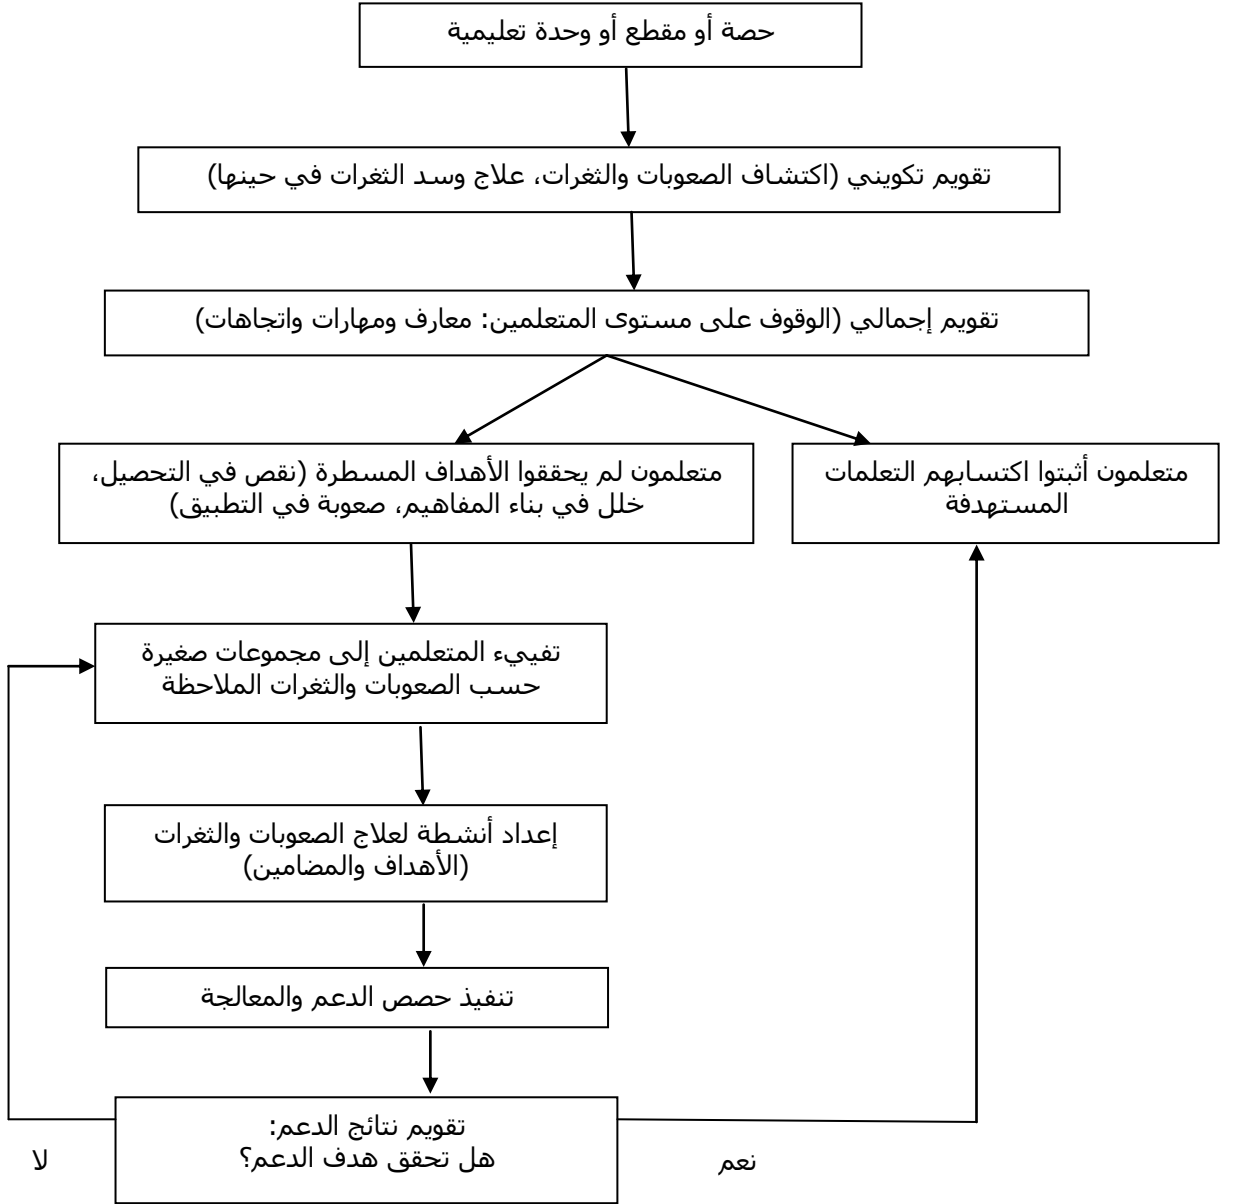 حصة أو مقطع أو وحدة تعليمية
تقويم تكويني (اكتشاف الصعوبات والثغرات، علاج وسد الثغرات في حينها)
تقويم إجمالي (الوقوف على مستوى المتعلمين: معارف ومهارات واتجاهات)
متعلمون أثبتوا اكتسابهم التعلمات
المستهدفة
متعلمون لم يحققوا الأهداف المسطرة (نقص في التحصيل،
خلل في بناء المفاهيم، صعوبة في التطبيق)
تفييء المتعلمين إلى مجموعات صغيرة
حسب الصعوبات والثغرات الملاحظة
إعداد أنشطة لعلاج الصعوبات والثغرات
(الأهداف والمضامين)
تنفيذ حصص الدعم والمعالجة
تقويم نتائج الدعم:
هل تحقق هدف الدعم؟
نعم
لا